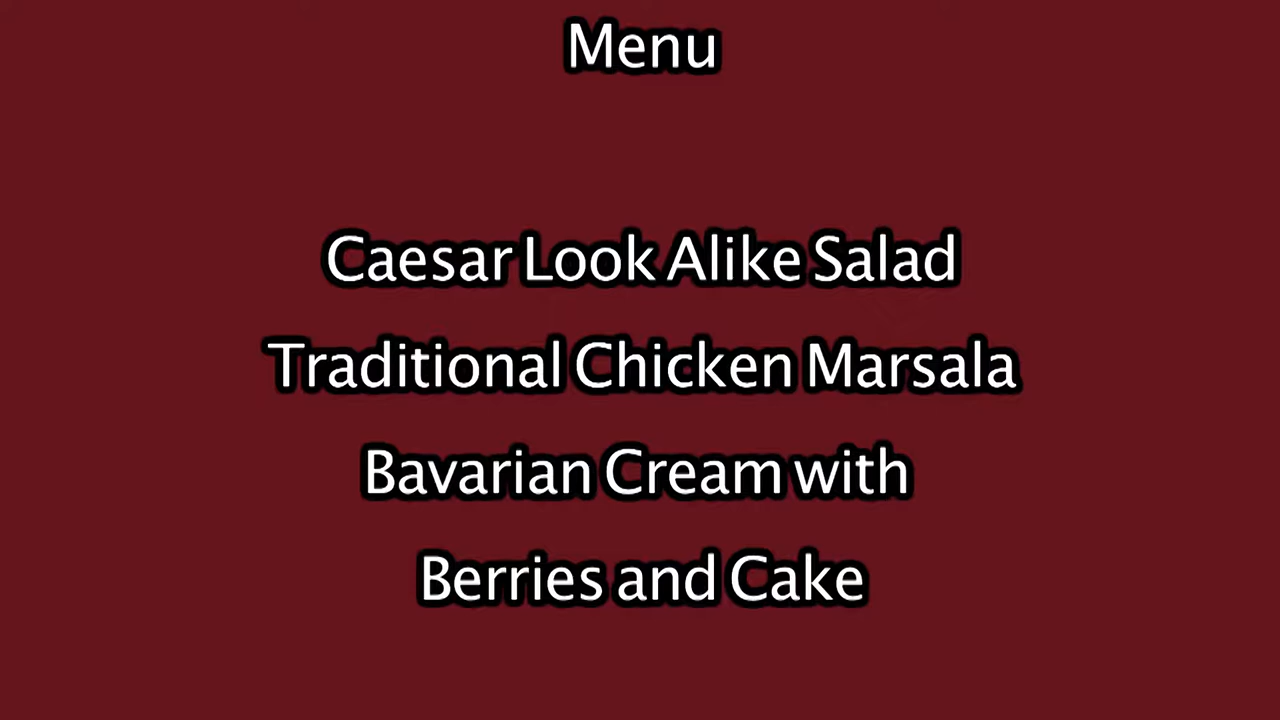 Menu
Caesar Look Alike Salad
Traditional Chicken Marsala
Bavarian Cream with
Berries and Cake